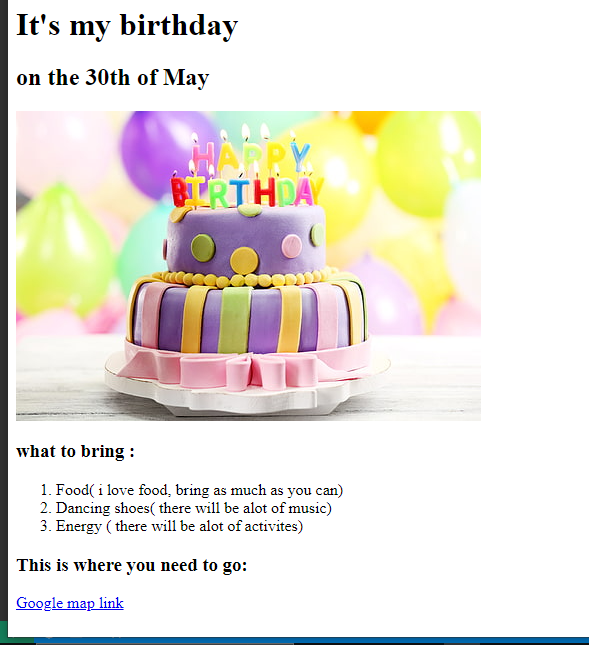 It's my birthday
on the 30th of May
HAPPY
BIRTHDAY
what to bring :
1. Food( i love food, bring as much as you can)
2. Dancing shoes( there will be alot of music)
3. Energy ( there will be alot of activites)
This is where you need to go:
Google map link